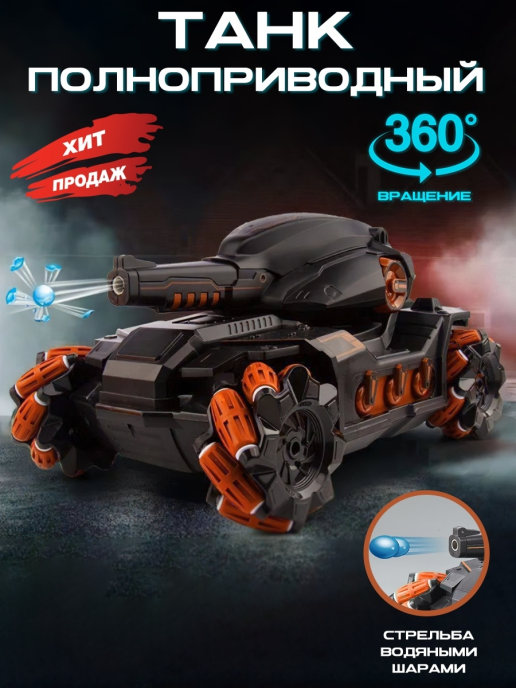 ТАНК
ПОЛНОПРИВОДНЫЙ
ХИТ
ПРОДАЖ
360°
ВРАЩЕНИЕ
СТРЕЛЬБА
ВОДЯНЫМИ
ШАРАМИ